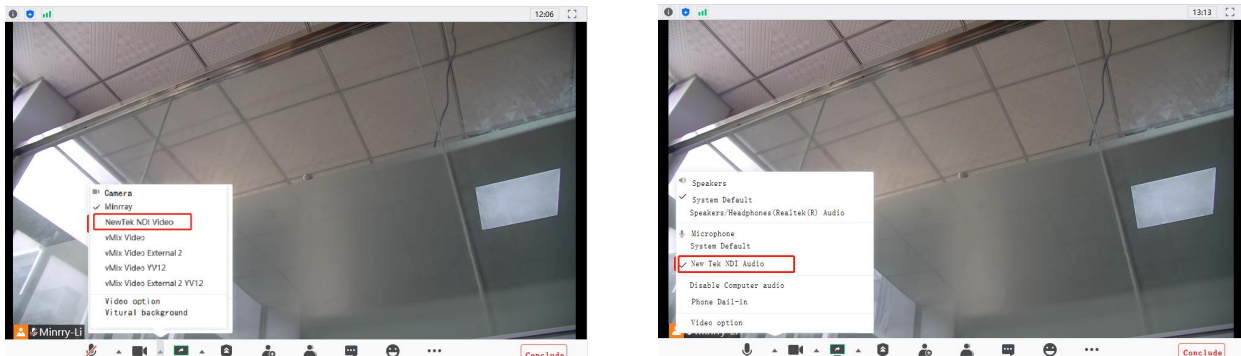 12:06
Camera
Minrray
NewTek NDI Video
vMix Video
vMix Video External 2
vMix Video YV12
vMix Video External 2 YV12
Video option
Vitural background
Minrry-Li
Conclude
13:13
Speakers
System Default
Speakers/Headphones(Realtek(R) Audio
Microphone
System Default
New Tek NDI Audio
Disable Computer audio
Phone Dail-in
Video option
Conclude